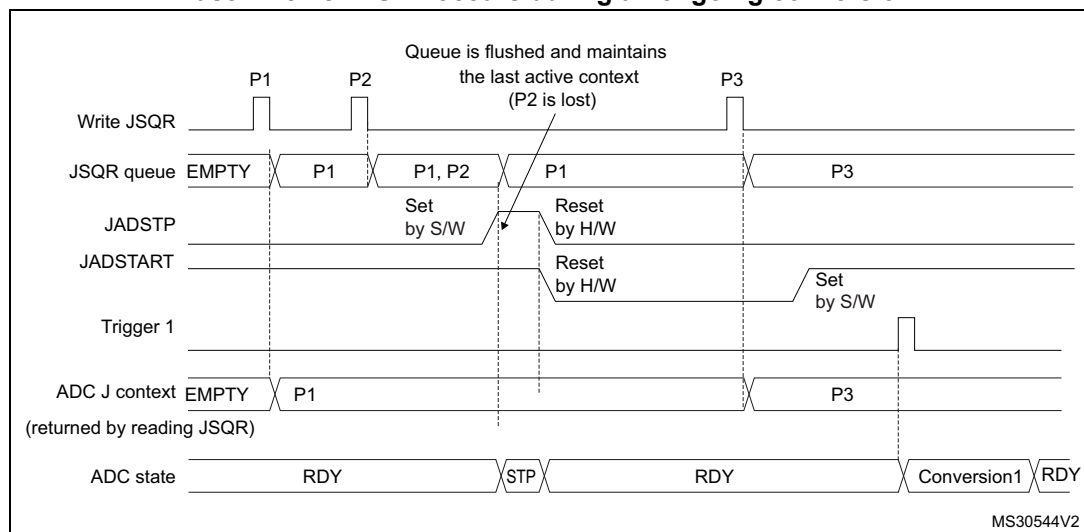 Queue is flushed and maintains
the last active context
(P2 is lost)
P1
P2
P3
Write JSQR
JSQR queue
EMPTY
P1
P1, P2
P1
P3
Set
by S/W
Reset
by H/W
JADSTP
JADSTART
Reset
by H/W
Set
by S/W
Trigger 1
ADC J context
EMPTY
P1
P3
(returned by reading JSQR)
ADC state
RDY
STP
RDY
Conversion1
RDY
MS30544V2